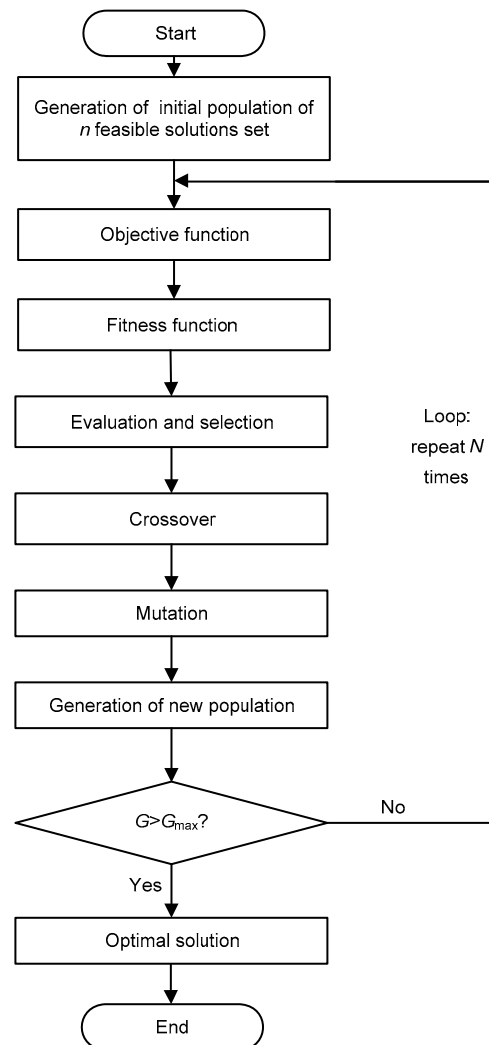 Start
Generation of initial population of
n feasible solutions set
Objective function
Fitness function
Evaluation and selection
Loop:
repeat N
times
Crossover
Mutation
Generation of new population
G>Gmax?
No
Yes
Optimal solution
End